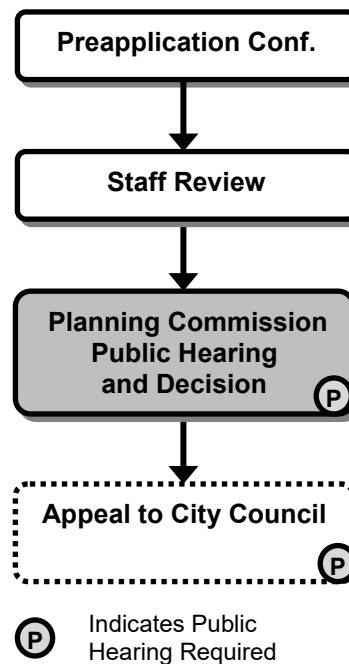 Preapplication Conf.
Staff Review
Planning Commission
Public Hearing
and Decision
P
Appeal to City Council
P
P
Indicates Public
Hearing Required